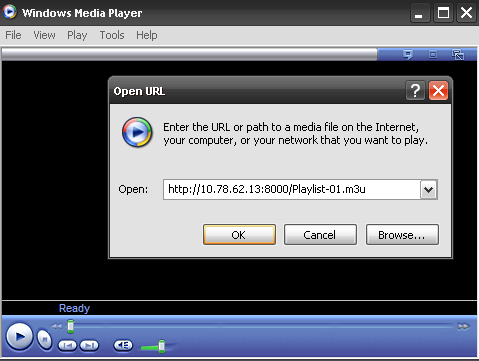 Windows Media Player
File View Play Tools Help
Open URL
Enter the URL or path to a media file on the Internet,
your computer, or your network that you want to play.
Open: http://10.78.62.13:8000/Playlist-01.m3u
OK Cancel Browse...
Ready